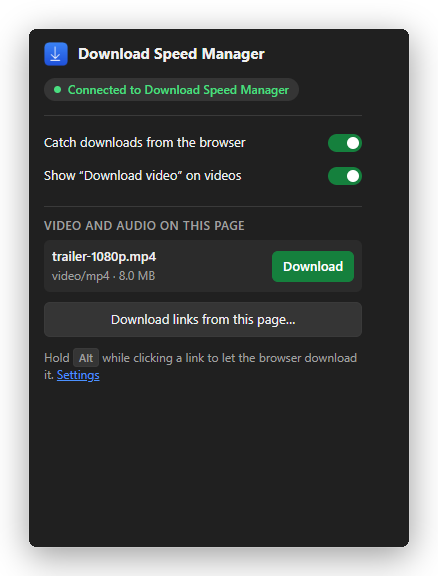 Download Speed Manager
Connected to Download Speed Manager
Catch downloads from the browser
Show “Download video” on videos
VIDEO AND AUDIO ON THIS PAGE
trailer-1080p.mp4
video/mp4 · 8.0 MB
Download
Download links from this page...
Hold Alt while clicking a link to let the browser download
it. Settings